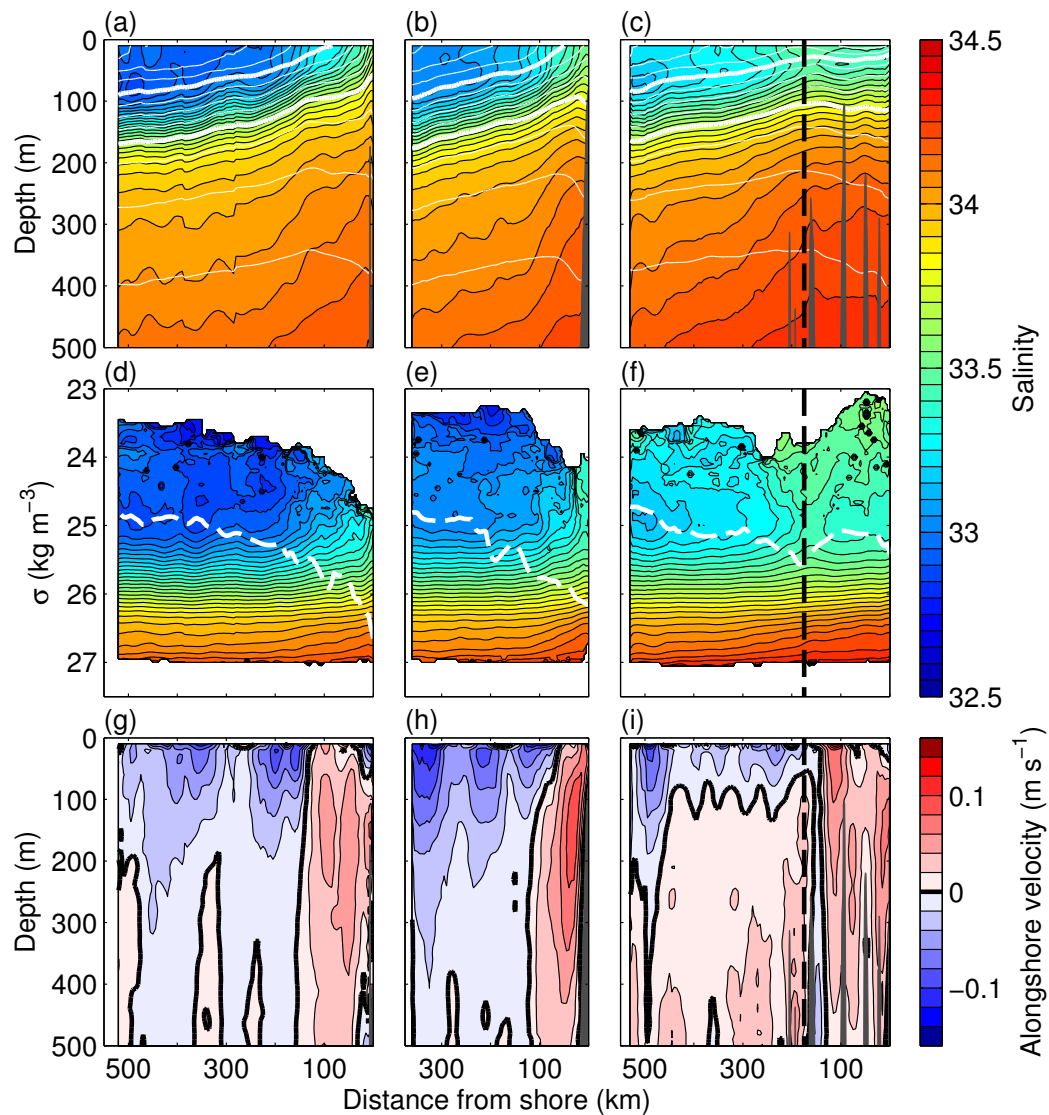 (a)
(b)
(c)
0
100
200
300
400
500
Depth (m)
34.5
34
33.5
33
32.5
Salinity
(d)
(e)
(f)
23
24
25
26
27
σ (kg m⁻³)
(g)
(h)
(i)
0
100
200
300
400
500
Depth (m)
0.1
0
−0.1
Alongshore velocity (m s⁻¹)
500 300 100
300 100
500 300 100
Distance from shore (km)